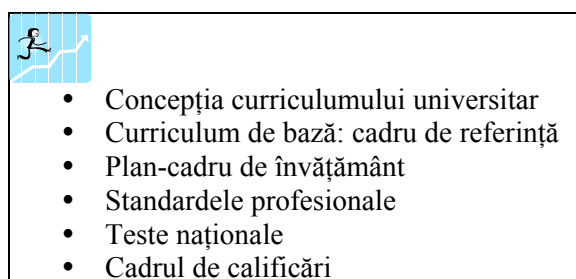 • Concepția curriculumului universitar
• Curriculum de bază: cadru de referință
• Plan-cadru de învățământ
• Standardele profesionale
• Teste naționale
• Cadrul de calificări